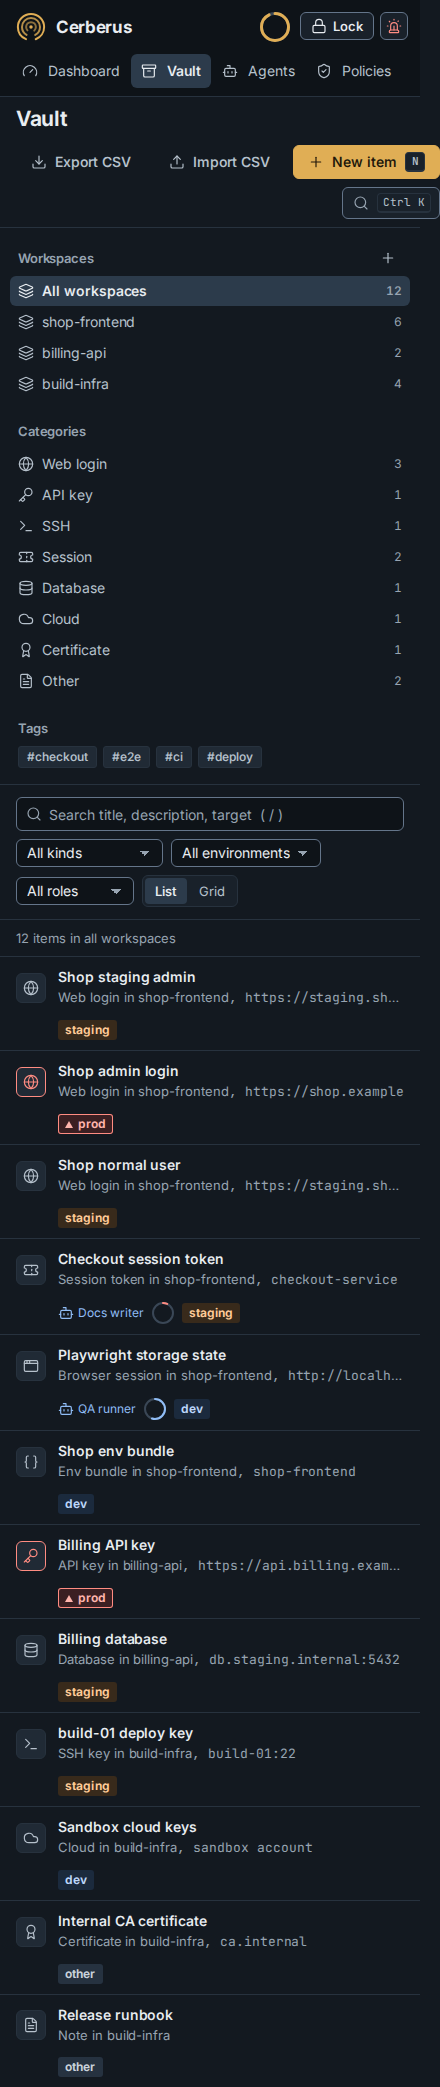 Cerberus
Lock
Dashboard Vault Agents Policies
Vault
Export CSV Import CSV New item N
Ctrl K
Workspaces
All workspaces 12
shop-frontend 6
billing-api 2
build-infra 4
Categories
Web login 3
API key 1
SSH 1
Session 2
Database 1
Cloud 1
Certificate 1
Other 2
Tags
#checkout #e2e #ci #deploy
Search title, description, target ( / )
All kinds All environments
All roles List Grid
12 items in all workspaces
Shop staging admin
Web login in shop-frontend, https://staging.sh…
staging
Shop admin login
Web login in shop-frontend, https://shop.example
prod
Shop normal user
Web login in shop-frontend, https://staging.sh…
staging
Checkout session token
Session token in shop-frontend, checkout-service
Docs writer staging
Playwright storage state
Browser session in shop-frontend, http://localh…
QA runner dev
Shop env bundle
Env bundle in shop-frontend, shop-frontend
dev
Billing API key
API key in billing-api, https://api.billing.exam…
prod
Billing database
Database in billing-api, db.staging.internal:5432
staging
build-01 deploy key
SSH key in build-infra, build-01:22
staging
Sandbox cloud keys
Cloud in build-infra, sandbox account
dev
Internal CA certificate
Certificate in build-infra, ca.internal
other
Release runbook
Note in build-infra
other